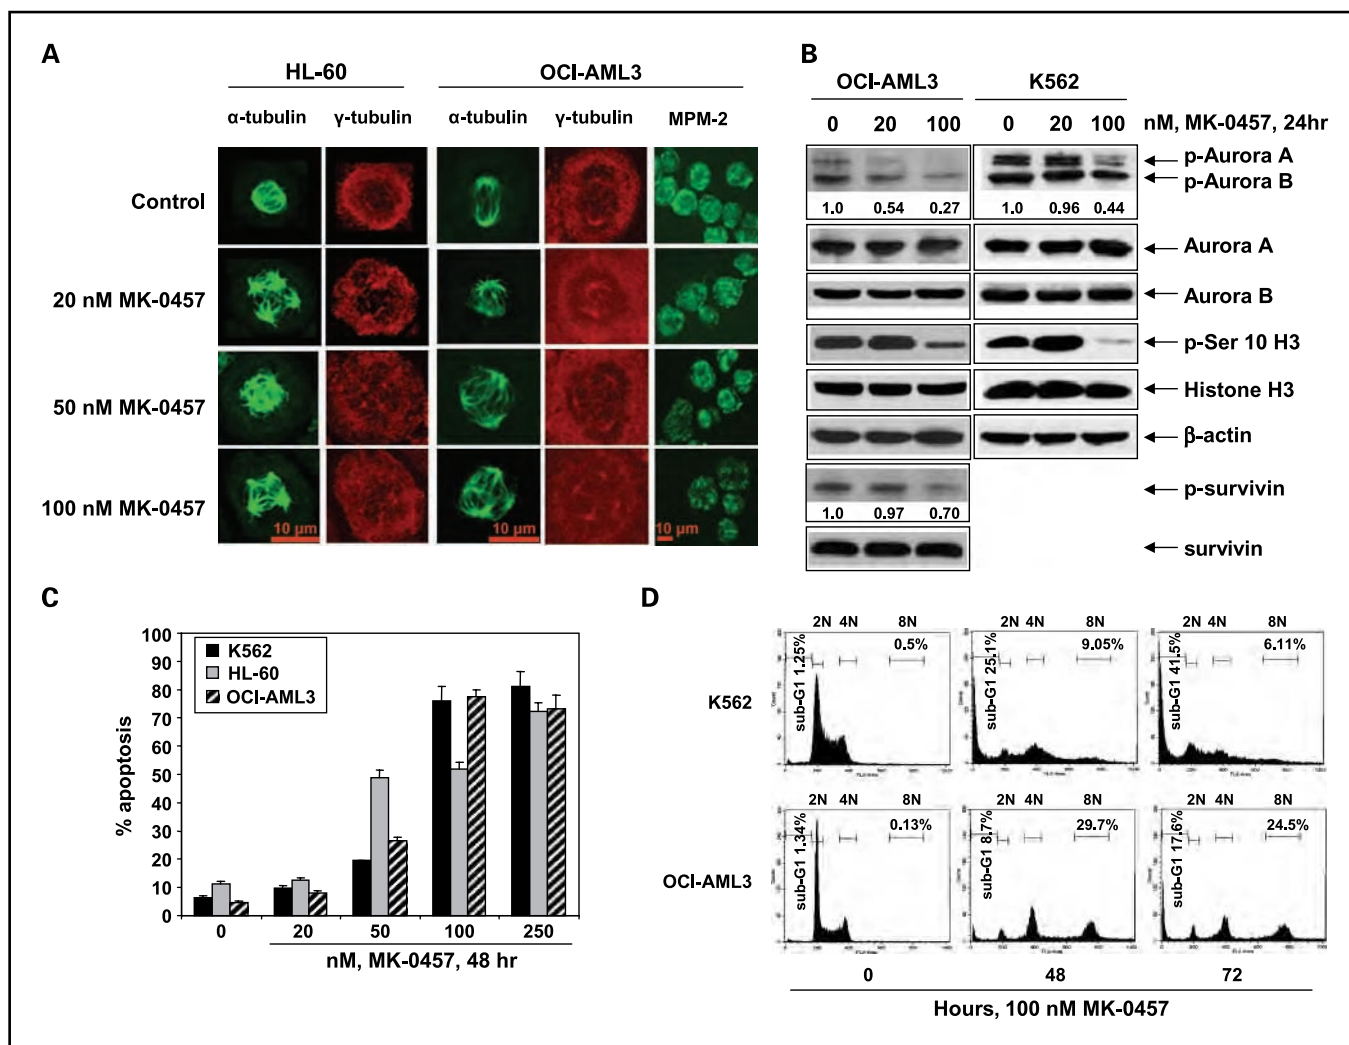 A
HL-60 OCI-AML3
α-tubulin γ-tubulin α-tubulin γ-tubulin MPM-2
Control
20 nM MK-0457
50 nM MK-0457
100 nM MK-0457
10 μm 10 μm 10 μm
B
OCI-AML3 K562
0 20 100 0 20 100 nM, MK-0457, 24hr
p-Aurora A
p-Aurora B
1.0 0.54 0.27 1.0 0.96 0.44
Aurora A
Aurora B
p-Ser 10 H3
Histone H3
β-actin
p-survivin
1.0 0.97 0.70
survivin
C
100
90
80
70
60
50
40
30
20
10
0
% apoptosis
K562
HL-60
OCI-AML3
0 20 50 100 250
nM, MK-0457, 48 hr
D
2N 4N 8N 2N 4N 8N 2N 4N 8N
0.5% 9.05% 6.11%
sub-G1 1.25% sub-G1 25.1% sub-G1 41.5%
K562
2N 4N 8N 2N 4N 8N 2N 4N 8N
0.13% 29.7% 24.5%
sub-G1 1.34% sub-G1 8.7% sub-G1 17.6%
OCI-AML3
0 48 72
Hours, 100 nM MK-0457